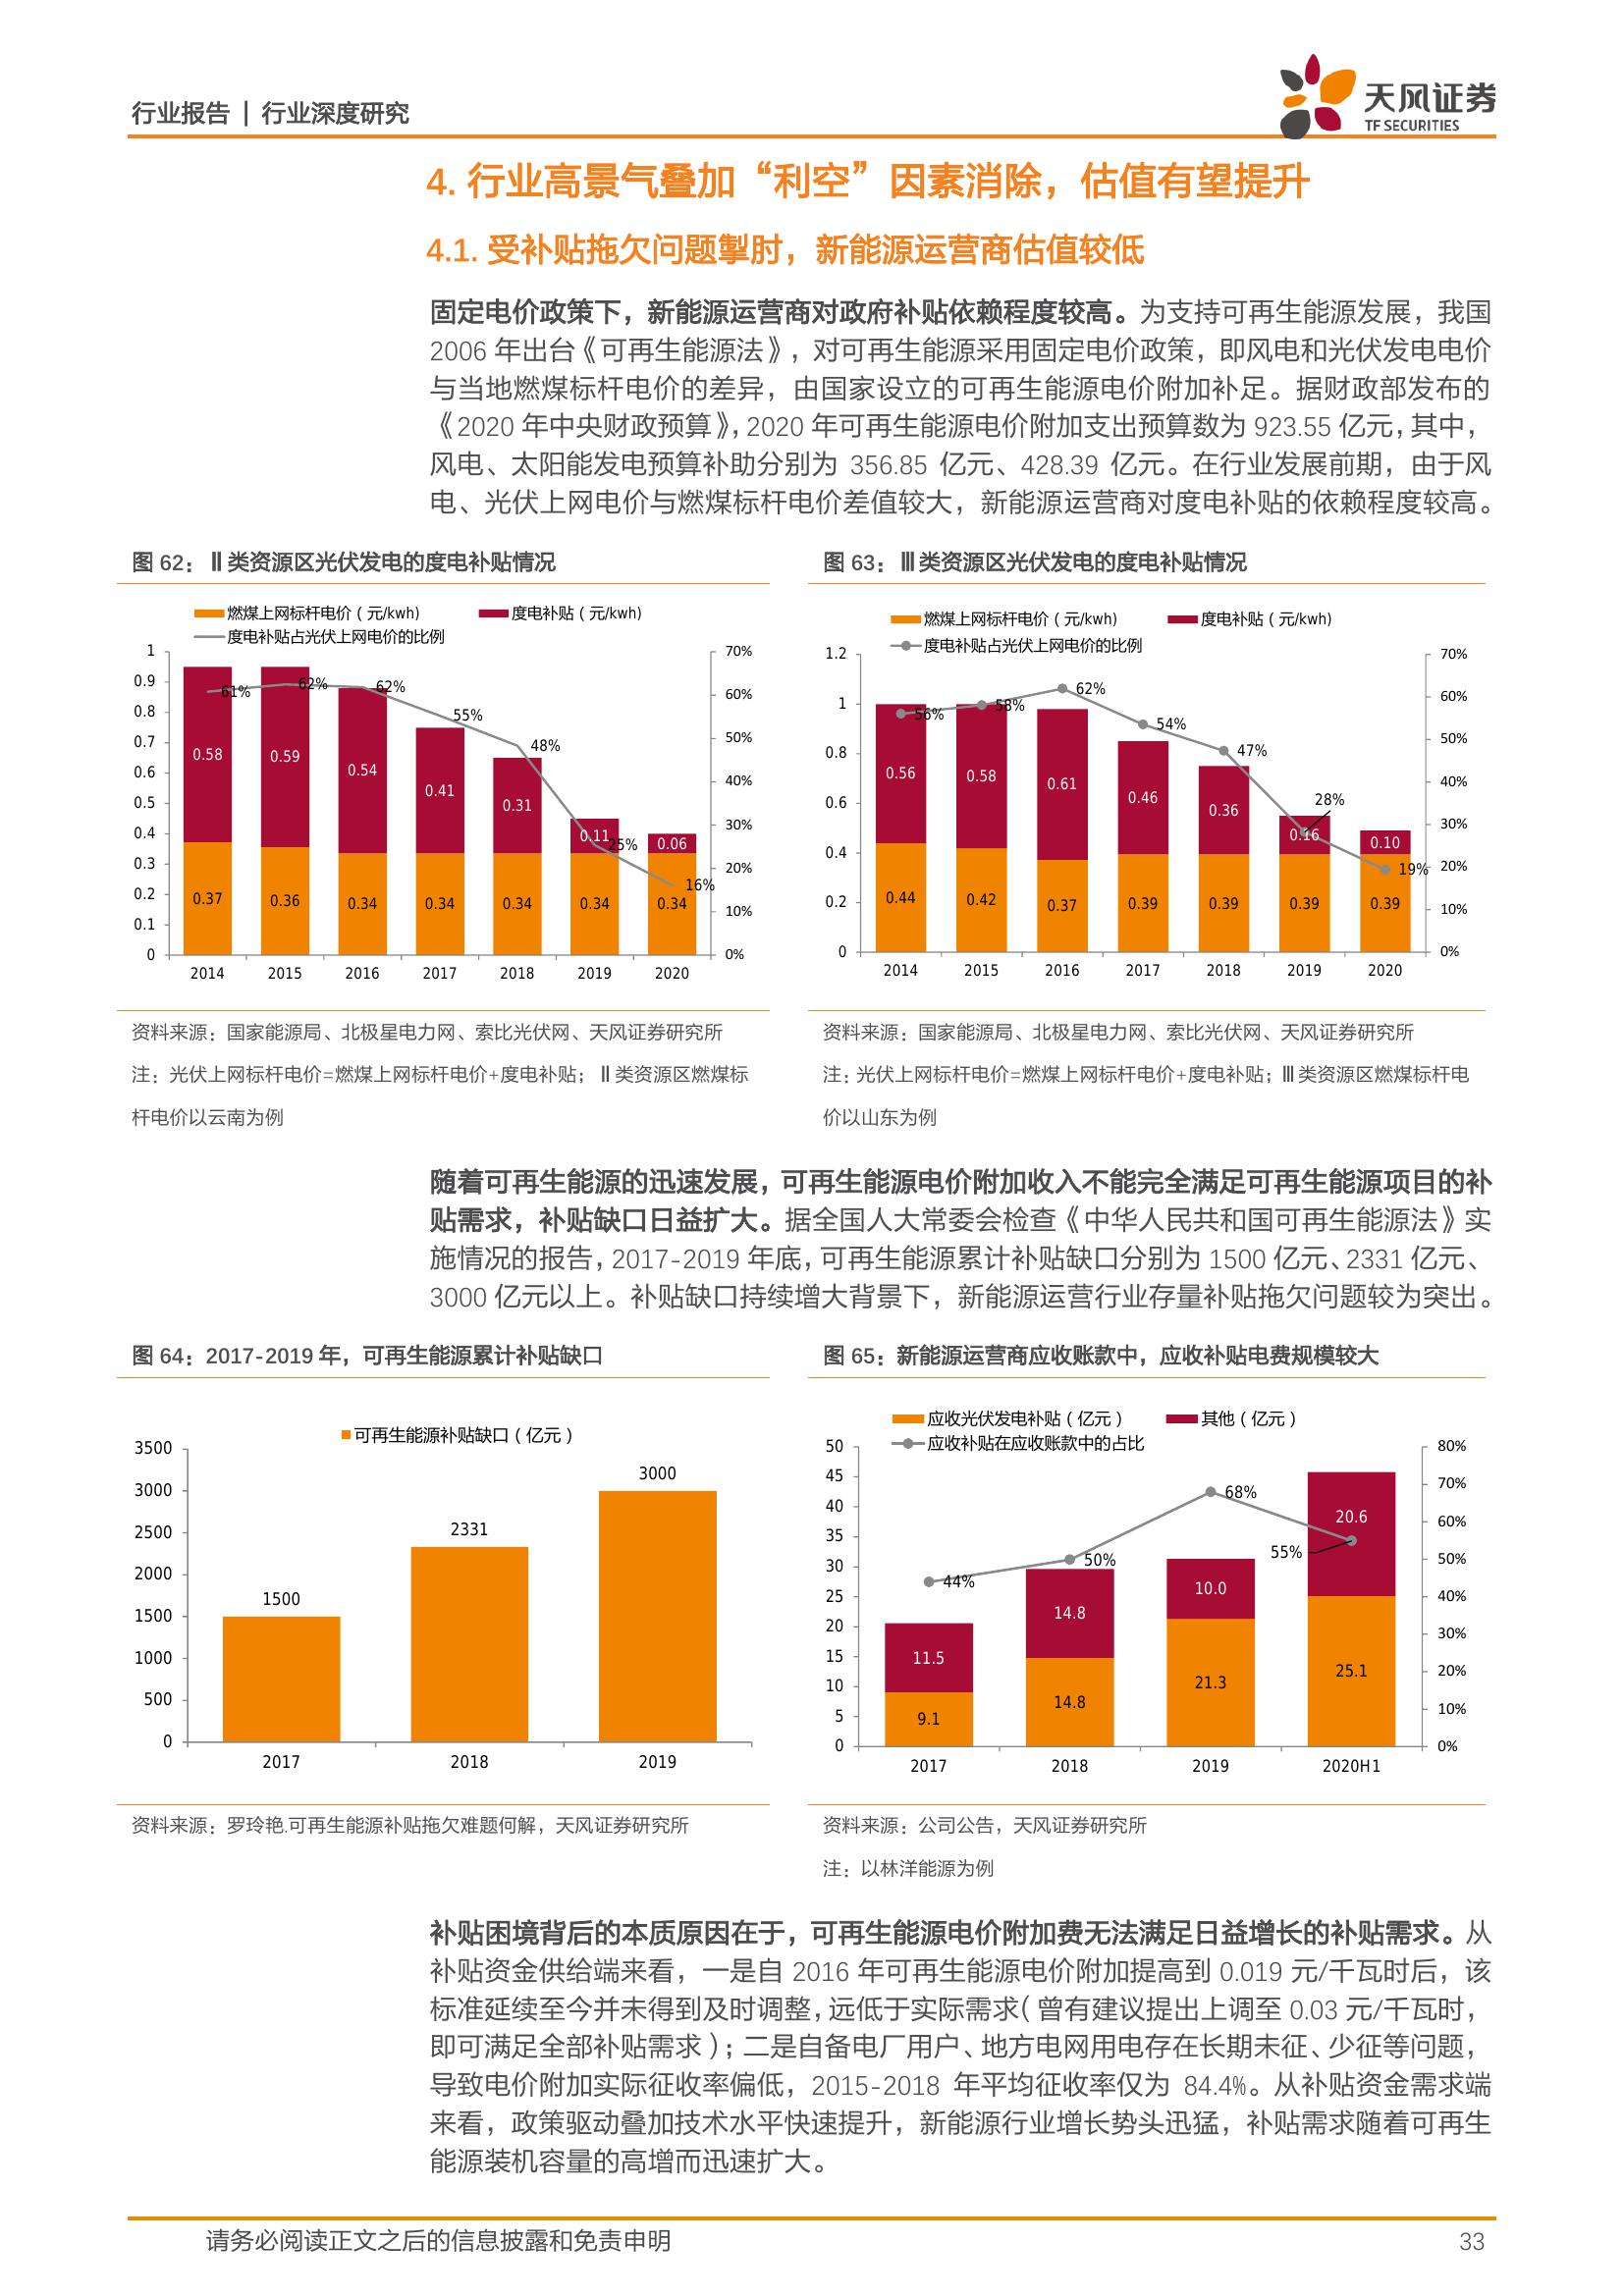 行业报告 | 行业深度研究
天风证券
TF SECURITIES
4. 行业高景气叠加“利空”因素消除，估值有望提升
4.1. 受补贴拖欠问题掣肘，新能源运营商估值较低
固定电价政策下，新能源运营商对政府补贴依赖程度较高。为支持可再生能源发展，我国
2006 年出台《可再生能源法》，对可再生能源采用固定电价政策，即风电和光伏发电电价
与当地燃煤标杆电价的差异，由国家设立的可再生能源电价附加补足。据财政部发布的
《2020 年中央财政预算》，2020 年可再生能源电价附加支出预算数为 923.55 亿元，其中，
风电、太阳能发电预算补助分别为 356.85 亿元、428.39 亿元。在行业发展前期，由于风
电、光伏上网电价与燃煤标杆电价差值较大，新能源运营商对度电补贴的依赖程度较高。
图 62：Ⅱ类资源区光伏发电的度电补贴情况
燃煤上网标杆电价（元/kwh） 度电补贴（元/kwh）
度电补贴占光伏上网电价的比例
1
0.9
0.8
0.7
0.6
0.5
0.4
0.3
0.2
0.1
0
70%
60%
50%
40%
30%
20%
10%
0%
61% 62% 62% 55% 48% 25% 16%
0.58 0.59 0.54 0.41 0.31 0.11 0.06
0.37 0.36 0.34 0.34 0.34 0.34 0.34
2014 2015 2016 2017 2018 2019 2020
资料来源：国家能源局、北极星电力网、索比光伏网、天风证券研究所
注：光伏上网标杆电价=燃煤上网标杆电价+度电补贴；Ⅱ类资源区燃煤标
杆电价以云南为例
图 63：Ⅲ类资源区光伏发电的度电补贴情况
燃煤上网标杆电价（元/kwh） 度电补贴（元/kwh）
度电补贴占光伏上网电价的比例
1.2
1
0.8
0.6
0.4
0.2
0
70%
60%
50%
40%
30%
20%
10%
0%
56% 58% 62% 54% 47% 28% 19%
0.56 0.58 0.61 0.46 0.36 0.16 0.10
0.44 0.42 0.37 0.39 0.39 0.39 0.39
2014 2015 2016 2017 2018 2019 2020
资料来源：国家能源局、北极星电力网、索比光伏网、天风证券研究所
注：光伏上网标杆电价=燃煤上网标杆电价+度电补贴；Ⅲ类资源区燃煤标杆电
价以山东为例
随着可再生能源的迅速发展，可再生能源电价附加收入不能完全满足可再生能源项目的补
贴需求，补贴缺口日益扩大。据全国人大常委会检查《中华人民共和国可再生能源法》实
施情况的报告，2017-2019 年底，可再生能源累计补贴缺口分别为 1500 亿元、2331 亿元、
3000 亿元以上。补贴缺口持续增大背景下，新能源运营行业存量补贴拖欠问题较为突出。
图 64：2017-2019 年，可再生能源累计补贴缺口
可再生能源补贴缺口（亿元）
3500
3000
2500
2000
1500
1000
500
0
1500 2331 3000
2017 2018 2019
资料来源：罗玲艳.可再生能源补贴拖欠难题何解，天风证券研究所
图 65：新能源运营商应收账款中，应收补贴电费规模较大
应收光伏发电补贴（亿元） 其他（亿元）
应收补贴在应收账款中的占比
50
45
40
35
30
25
20
15
10
5
0
80%
70%
60%
50%
40%
30%
20%
10%
0%
44% 50% 68% 55%
11.5 14.8 10.0 20.6
9.1 14.8 21.3 25.1
2017 2018 2019 2020H1
资料来源：公司公告，天风证券研究所
注：以林洋能源为例
补贴困境背后的本质原因在于，可再生能源电价附加费无法满足日益增长的补贴需求。从
补贴资金供给端来看，一是自 2016 年可再生能源电价附加提高到 0.019 元/千瓦时后，该
标准延续至今并未得到及时调整，远低于实际需求（曾有建议提出上调至 0.03 元/千瓦时，
即可满足全部补贴需求）；二是自备电厂用户、地方电网用电存在长期未征、少征等问题，
导致电价附加实际征收率偏低，2015-2018 年平均征收率仅为 84.4%。从补贴资金需求端
来看，政策驱动叠加技术水平快速提升，新能源行业增长势头迅猛，补贴需求随着可再生
能源装机容量的高增而迅速扩大。
请务必阅读正文之后的信息披露和免责申明
33